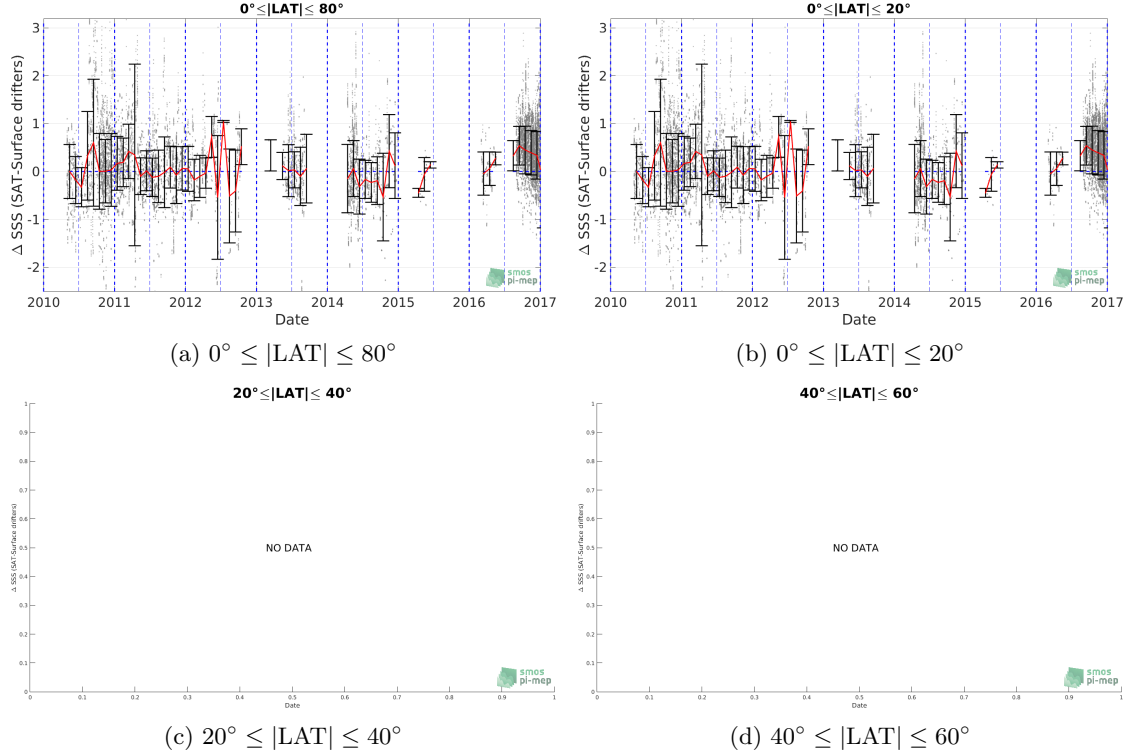 0°≤|LAT|≤ 80°
Δ SSS (SAT-Surface drifters)
3
2
1
0
-1
-2
2010 2011 2012 2013 2014 2015 2016 2017
Date
smos
pi-mep
(a) 0° ≤ |LAT| ≤ 80°
0°≤|LAT|≤ 20°
Δ SSS (SAT-Surface drifters)
3
2
1
0
-1
-2
2010 2011 2012 2013 2014 2015 2016 2017
Date
smos
pi-mep
(b) 0° ≤ |LAT| ≤ 20°
20°≤|LAT|≤ 40°
Δ SSS (SAT-Surface drifters)
1
0.9
0.8
0.7
0.6
0.5
0.4
0.3
0.2
0.1
0
NO DATA
0 0.1 0.2 0.3 0.4 0.5 0.6 0.7 0.8 0.9 1
Date
smos
pi-mep
(c) 20° ≤ |LAT| ≤ 40°
40°≤|LAT|≤ 60°
Δ SSS (SAT-Surface drifters)
1
0.9
0.8
0.7
0.6
0.5
0.4
0.3
0.2
0.1
0
NO DATA
0 0.1 0.2 0.3 0.4 0.5 0.6 0.7 0.8 0.9 1
Date
smos
pi-mep
(d) 40° ≤ |LAT| ≤ 60°